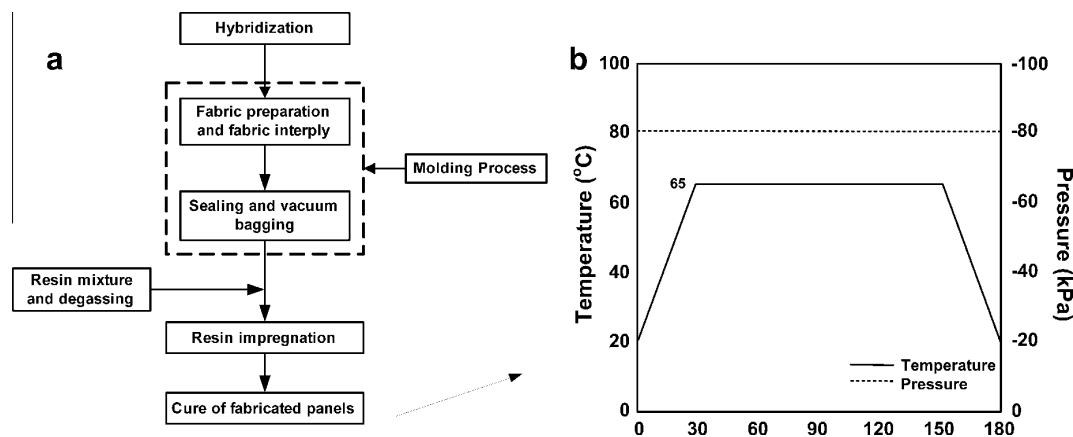 a
Hybridization
Fabric preparation
and fabric interply
Molding Process
Sealing and vacuum
bagging
Resin mixture
and degassing
Resin impregnation
Cure of fabricated panels
b
100
80
60
40
20
0
Temperature (°C)
65
-100
-80
-60
-40
-20
0
Pressure (kPa)
Temperature
Pressure
0 30 60 90 120 150 180